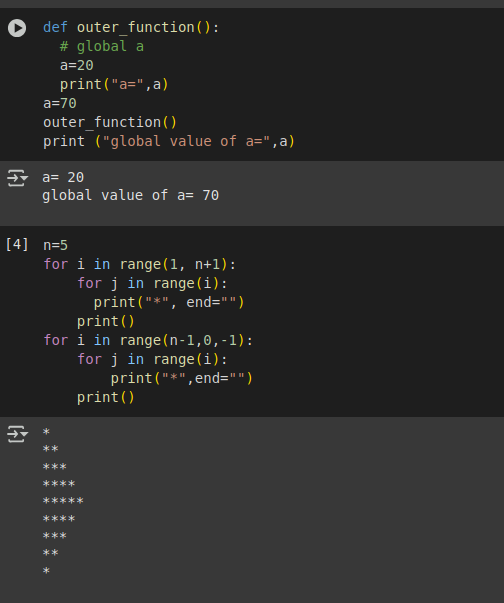 def outer_function():
  # global a
  a=20
  print("a=",a)
a=70
outer_function()
print ("global value of a=",a)
a= 20
global value of a= 70
[4] n=5
for i in range(1, n+1):
    for j in range(i):
      print("*", end="")
    print()
for i in range(n-1,0,-1):
    for j in range(i):
        print("*",end="")
    print()
*
**
***
****
*****
****
***
**
*